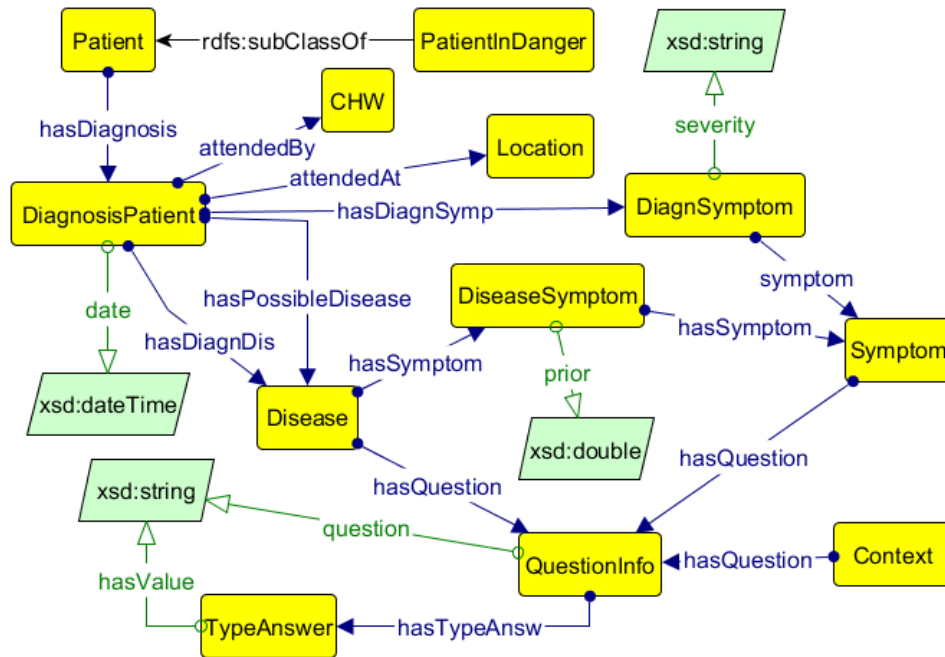 Patient
rdfs:subClassOf
PatientInDanger
xsd:string
CHW
hasDiagnosis
attendedBy
severity
Location
attendedAt
DiagnosisPatient
hasDiagnSymp
DiagnSymptom
symptom
date
hasPossibleDisease
DiseaseSymptom
hasDiagnDis
hasSymptom
Symptom
hasSymptom
prior
xsd:dateTime
Disease
xsd:double
hasQuestion
hasQuestion
xsd:string
question
QuestionInfo
hasQuestion
Context
hasValue
TypeAnswer
hasTypeAnsw